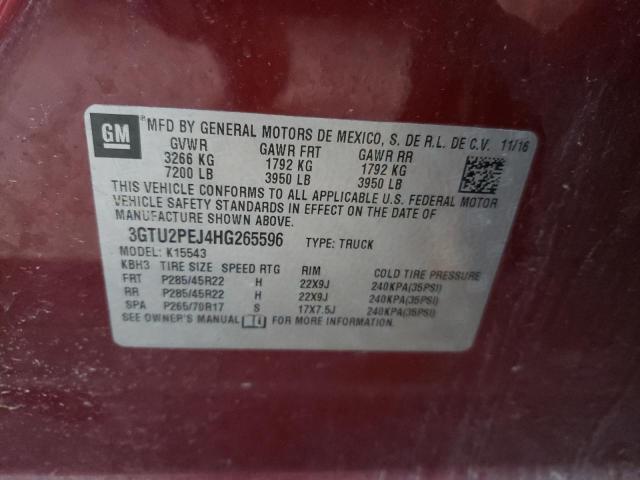 GM ® MFD BY GENERAL MOTORS DE MEXICO, S. DE R.L. DE C.V. 11/16
GVWR GAWR FRT GAWR RR
3266 KG 1792 KG 1792 KG
7200 LB 3950 LB 3950 LB
THIS VEHICLE CONFORMS TO ALL APPLICABLE U.S. FEDERAL MOTOR
VEHICLE SAFETY STANDARDS IN EFFECT ON THE DATE OF
MANUFACTURE SHOWN ABOVE.
3GTU2PEJ4HG265596 TYPE: TRUCK
MODEL: K15543
KBH3 TIRE SIZE SPEED RTG RIM COLD TIRE PRESSURE
FRT P285/45R22 H 22X9J 240KPA(35PSI)
RR P285/45R22 H 22X9J 240KPA(35PSI)
SPA P265/70R17 S 17X7.5J 240KPA(35PSI)
SEE OWNER'S MANUAL FOR MORE INFORMATION.